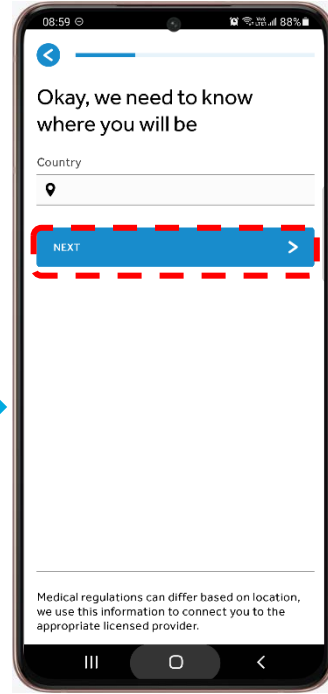 08:59 88%
Okay, we need to know
where you will be
Country
NEXT
Medical regulations can differ based on location,
we use this information to connect you to the
appropriate licensed provider.